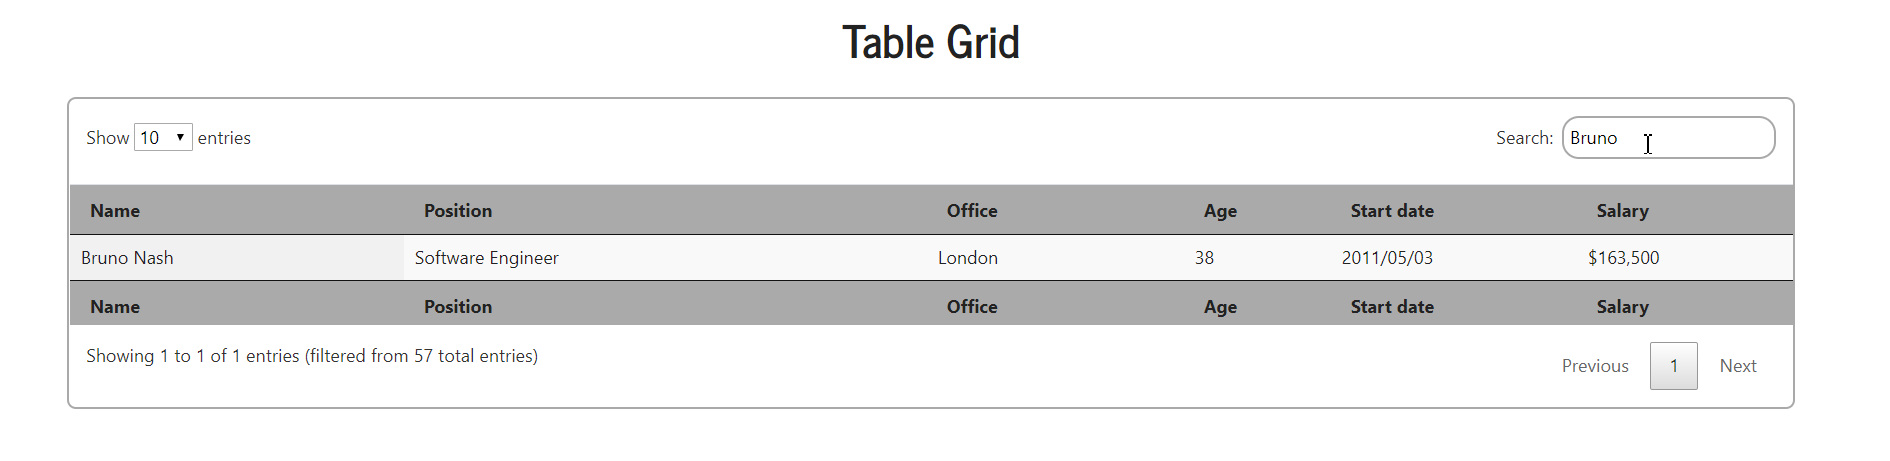 Table Grid
Show 10 entries Search: Bruno
Name Position Office Age Start date Salary
Bruno Nash Software Engineer London 38 2011/05/03 $163,500
Name Position Office Age Start date Salary
Showing 1 to 1 of 1 entries (filtered from 57 total entries)
Previous 1 Next